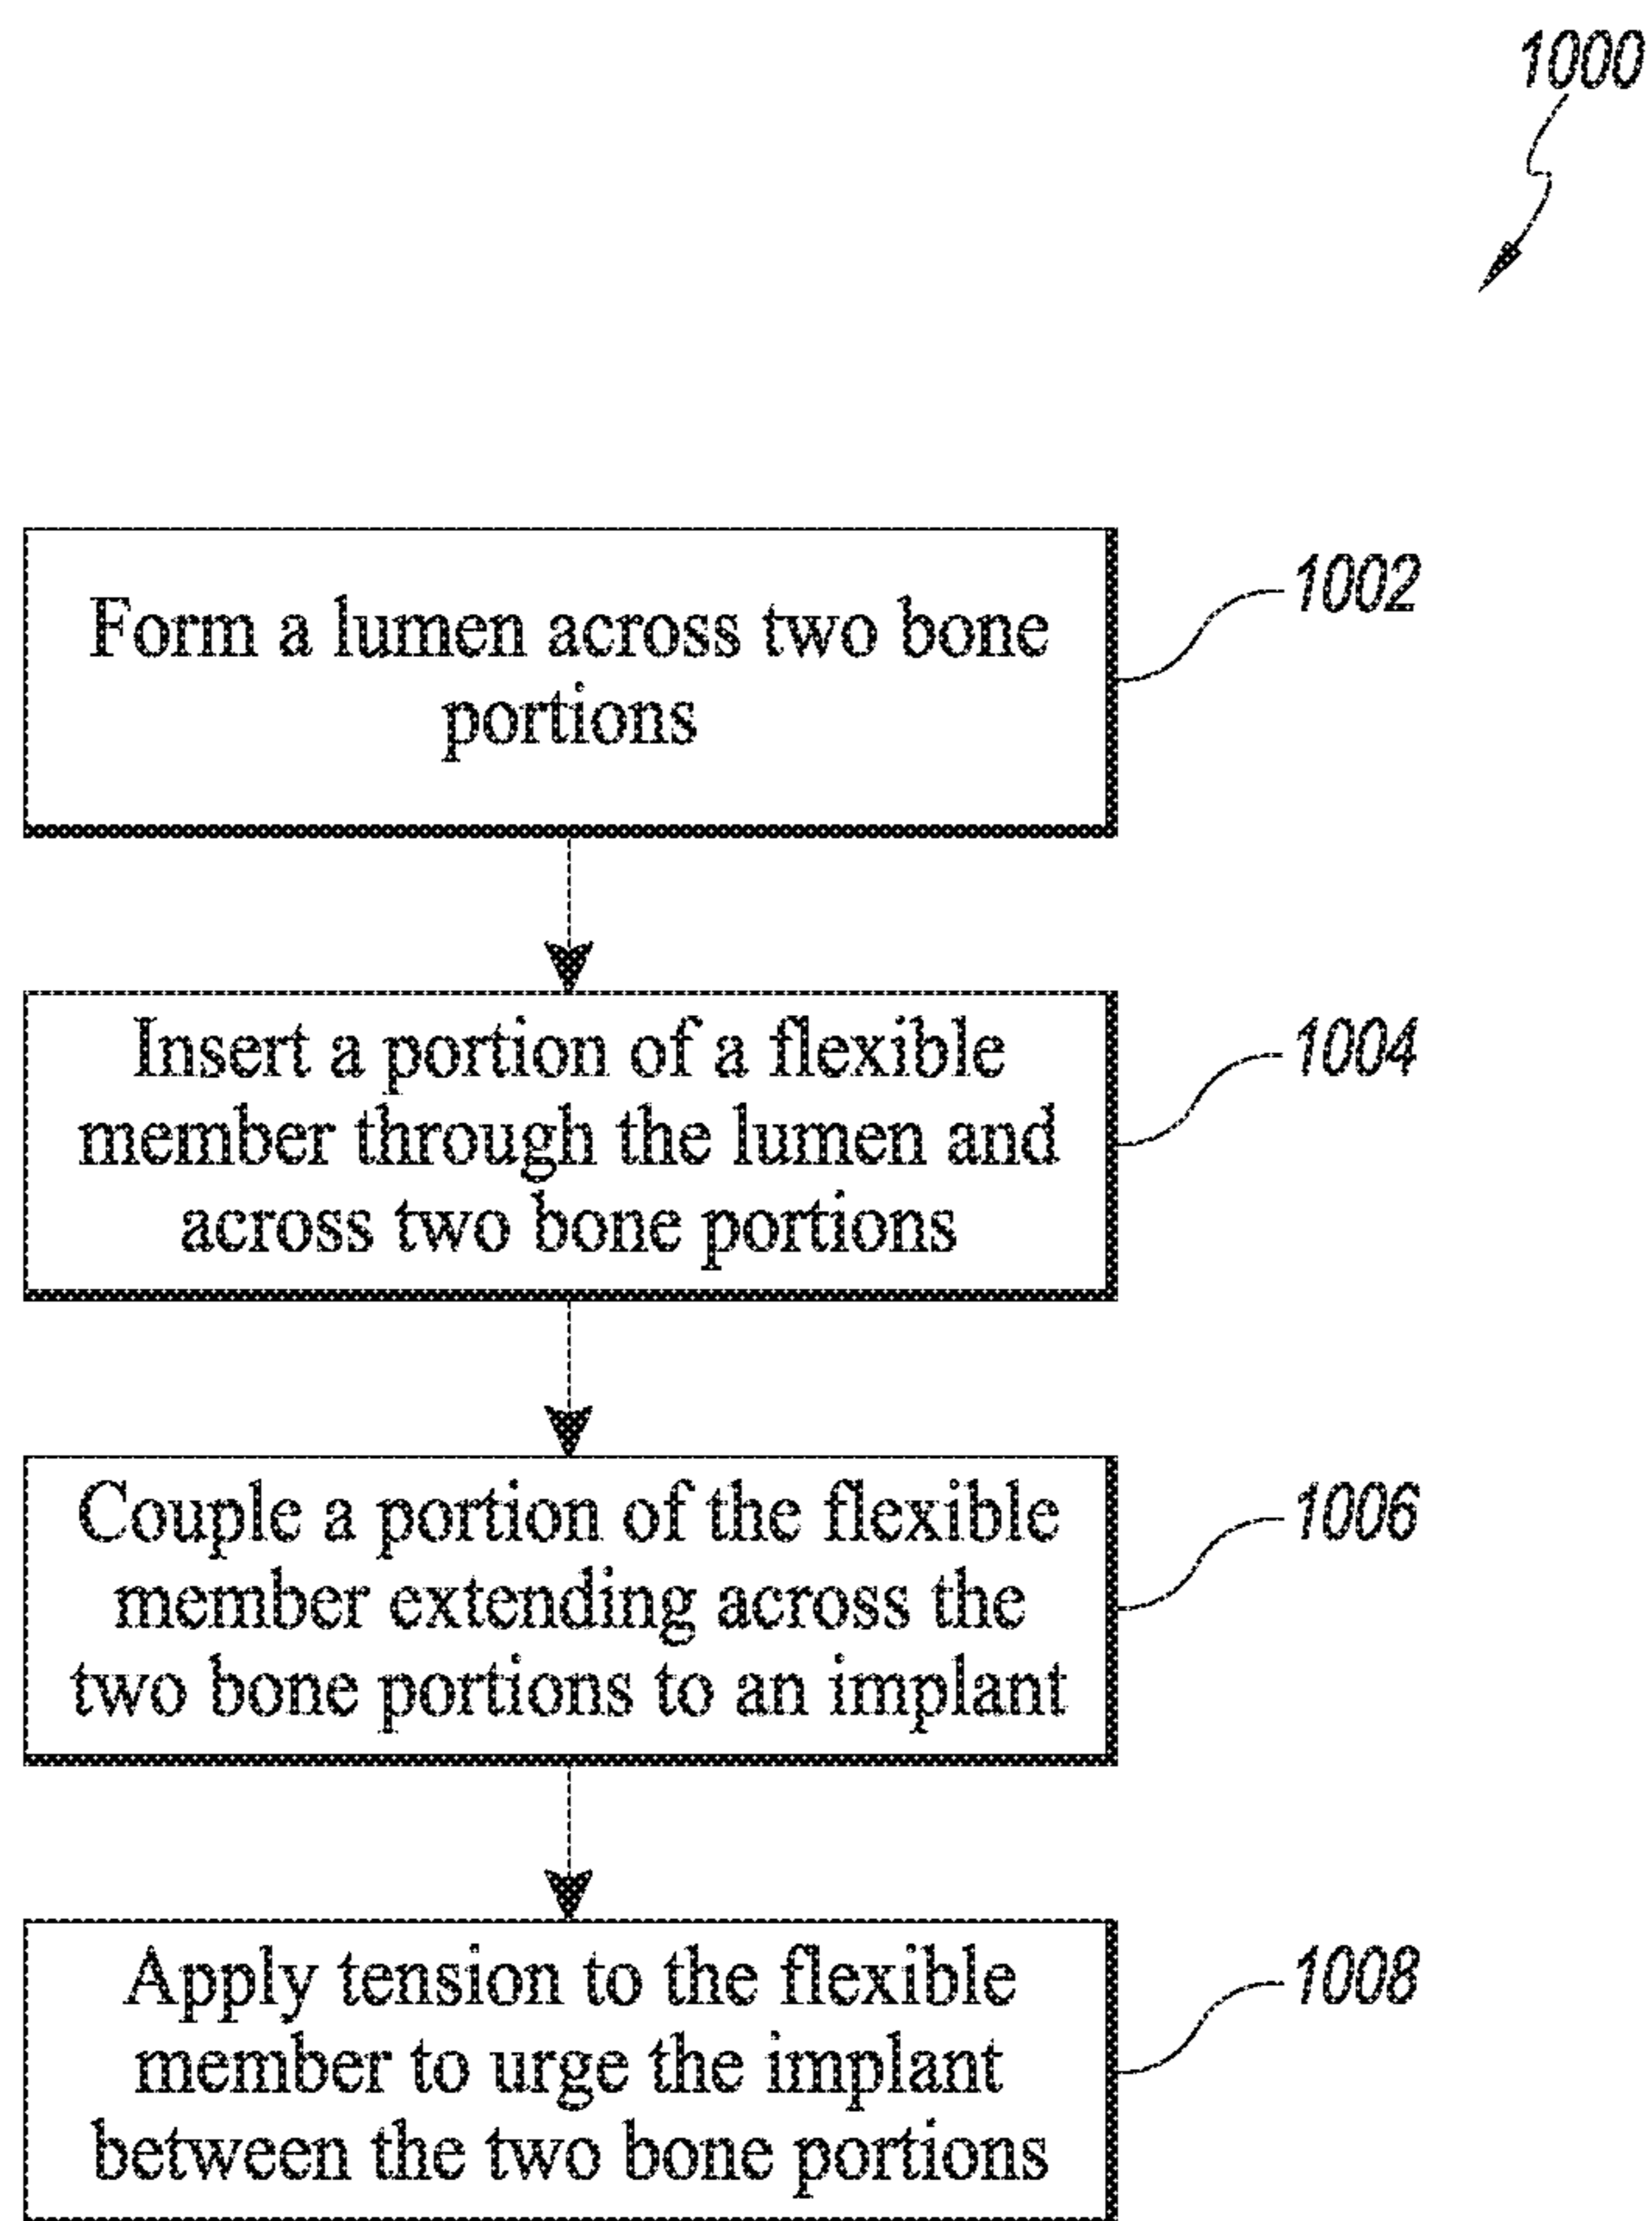 1000
Form a lumen across two bone
portions
1002
Insert a portion of a flexible
member through the lumen and
across two bone portions
1004
Couple a portion of the flexible
member extending across the
two bone portions to an implant
1006
Apply tension to the flexible
member to urge the implant
between the two bone portions
1008